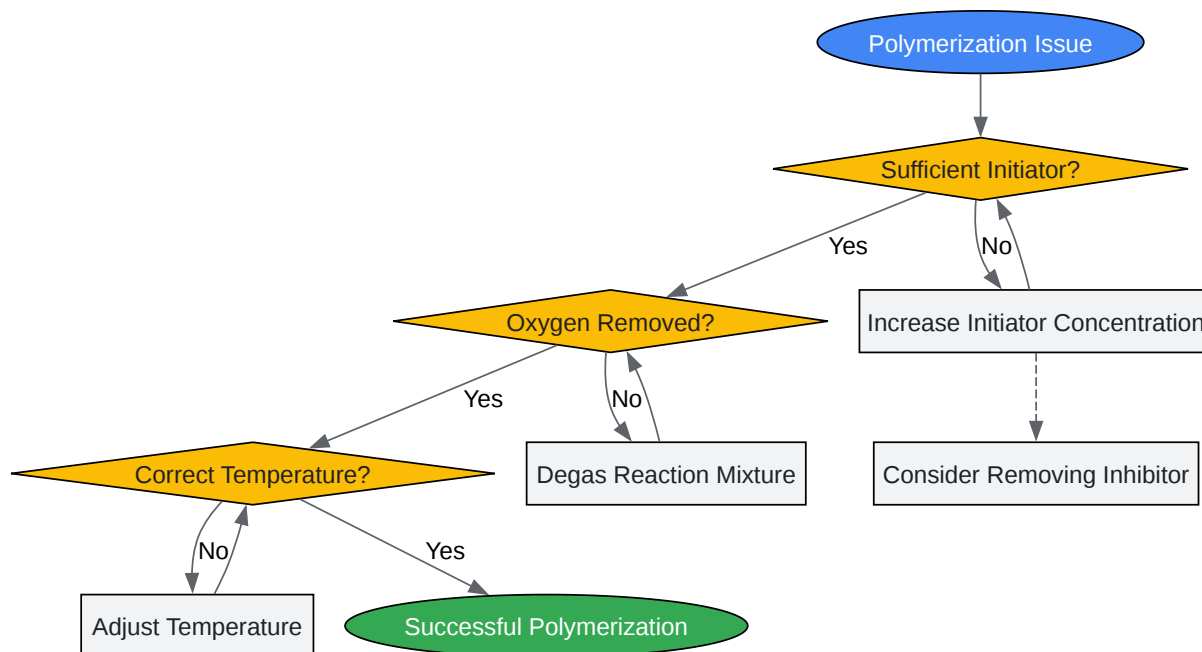 Polymerization Issue
Sufficient Initiator?
Yes
No
Oxygen Removed?
Increase Initiator Concentration
Yes
No
Correct Temperature?
Degas Reaction Mixture
Consider Removing Inhibitor
No
Yes
Adjust Temperature
Successful Polymerization